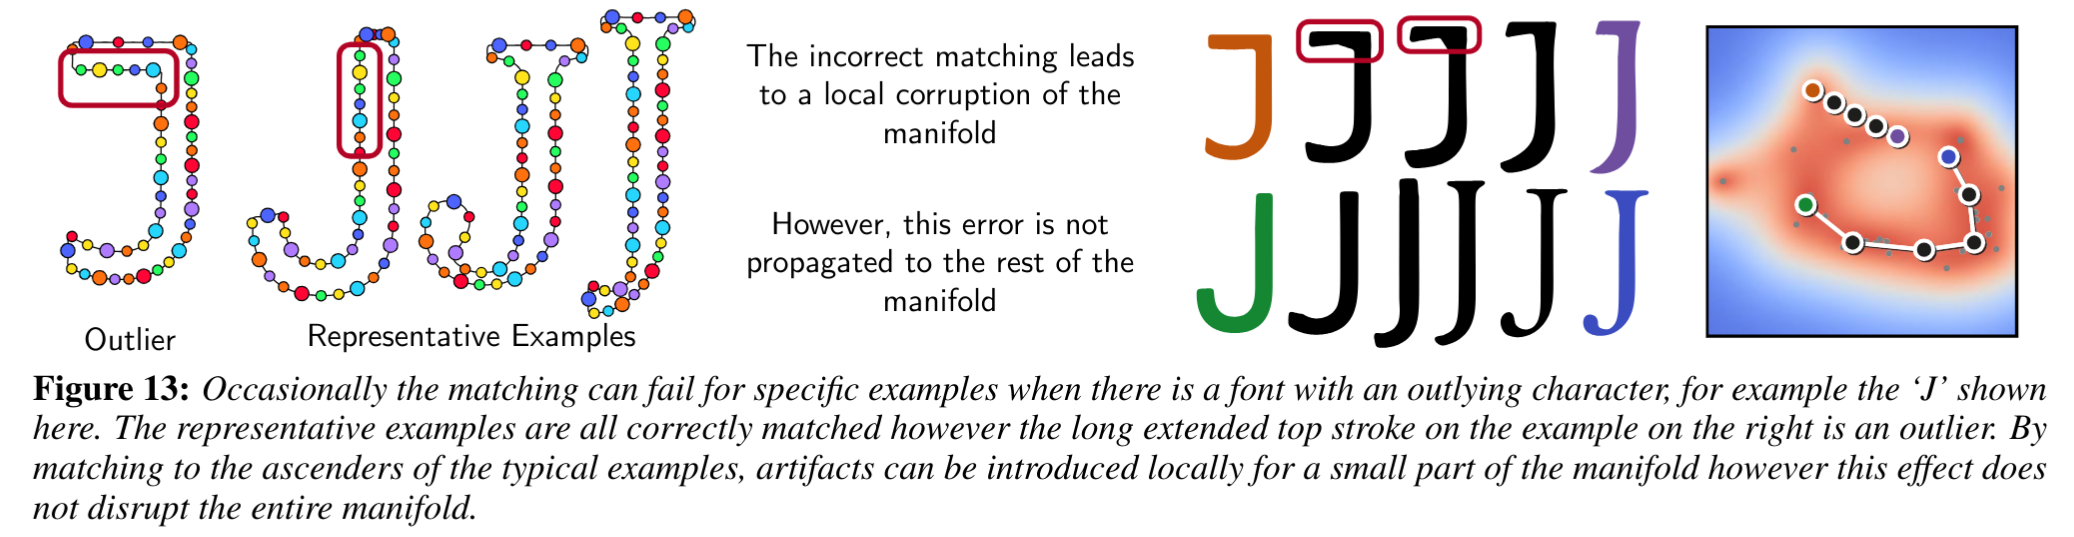 The incorrect matching leads
to a local corruption of the
manifold
However, this error is not
propagated to the rest of the
manifold
Outlier
Representative Examples
J J J J J
J J J J J J
Figure 13: Occasionally the matching can fail for specific examples when there is a font with an outlying character, for example the ‘J’ shown
here. The representative examples are all correctly matched however the long extended top stroke on the example on the right is an outlier. By
matching to the ascenders of the typical examples, artifacts can be introduced locally for a small part of the manifold however this effect does
not disrupt the entire manifold.